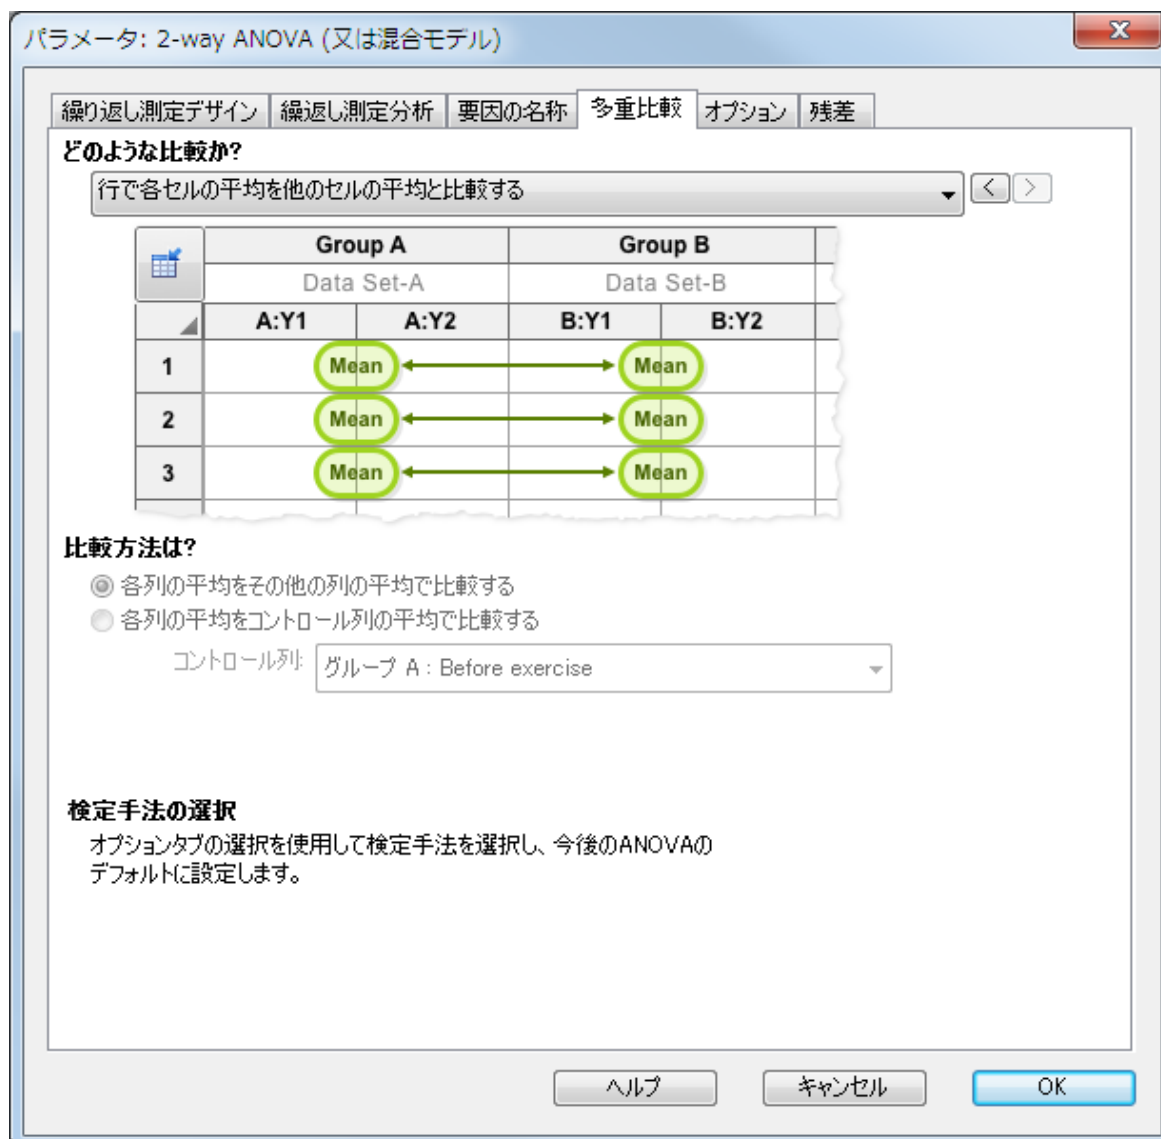 パラメータ: 2-way ANOVA (又は混合モデル)
繰り返し測定デザイン 繰返し測定分析 要因の名称 多重比較 オプション 残差
どのような比較か?
行で各セルの平均を他のセルの平均と比較する
Group A Group B
Data Set-A Data Set-B
A:Y1 A:Y2 B:Y1 B:Y2
1 Mean Mean
2 Mean Mean
3 Mean Mean
比較方法は?
各列の平均をその他の列の平均で比較する
各列の平均をコントロール列の平均で比較する
コントロール列: グループ A : Before exercise
検定手法の選択
オプションタブの選択を使用して検定手法を選択し、今後のANOVAの
デフォルトに設定します。
ヘルプ キャンセル OK